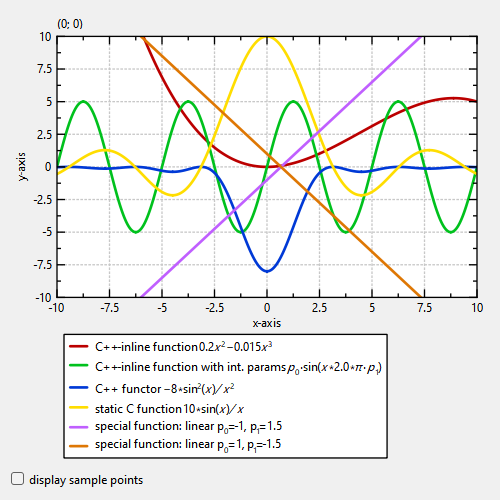 (0; 0)
10
7.5
5
2.5
0
-2.5
-5
-7.5
-10
y-axis
-10 -7.5 -5 -2.5 0 2.5 5 7.5 10
x-axis
C++-inline function 0.2x²−0.015x³
C++-inline function with int. params p₀·sin(x∗2.0∗π·p₁)
C++ functor −8∗sin²(x)/x²
static C function 10∗sin(x)/x
special function: linear p₀=-1, p₁=1.5
special function: linear p₀=1, p₁=-1.5
display sample points